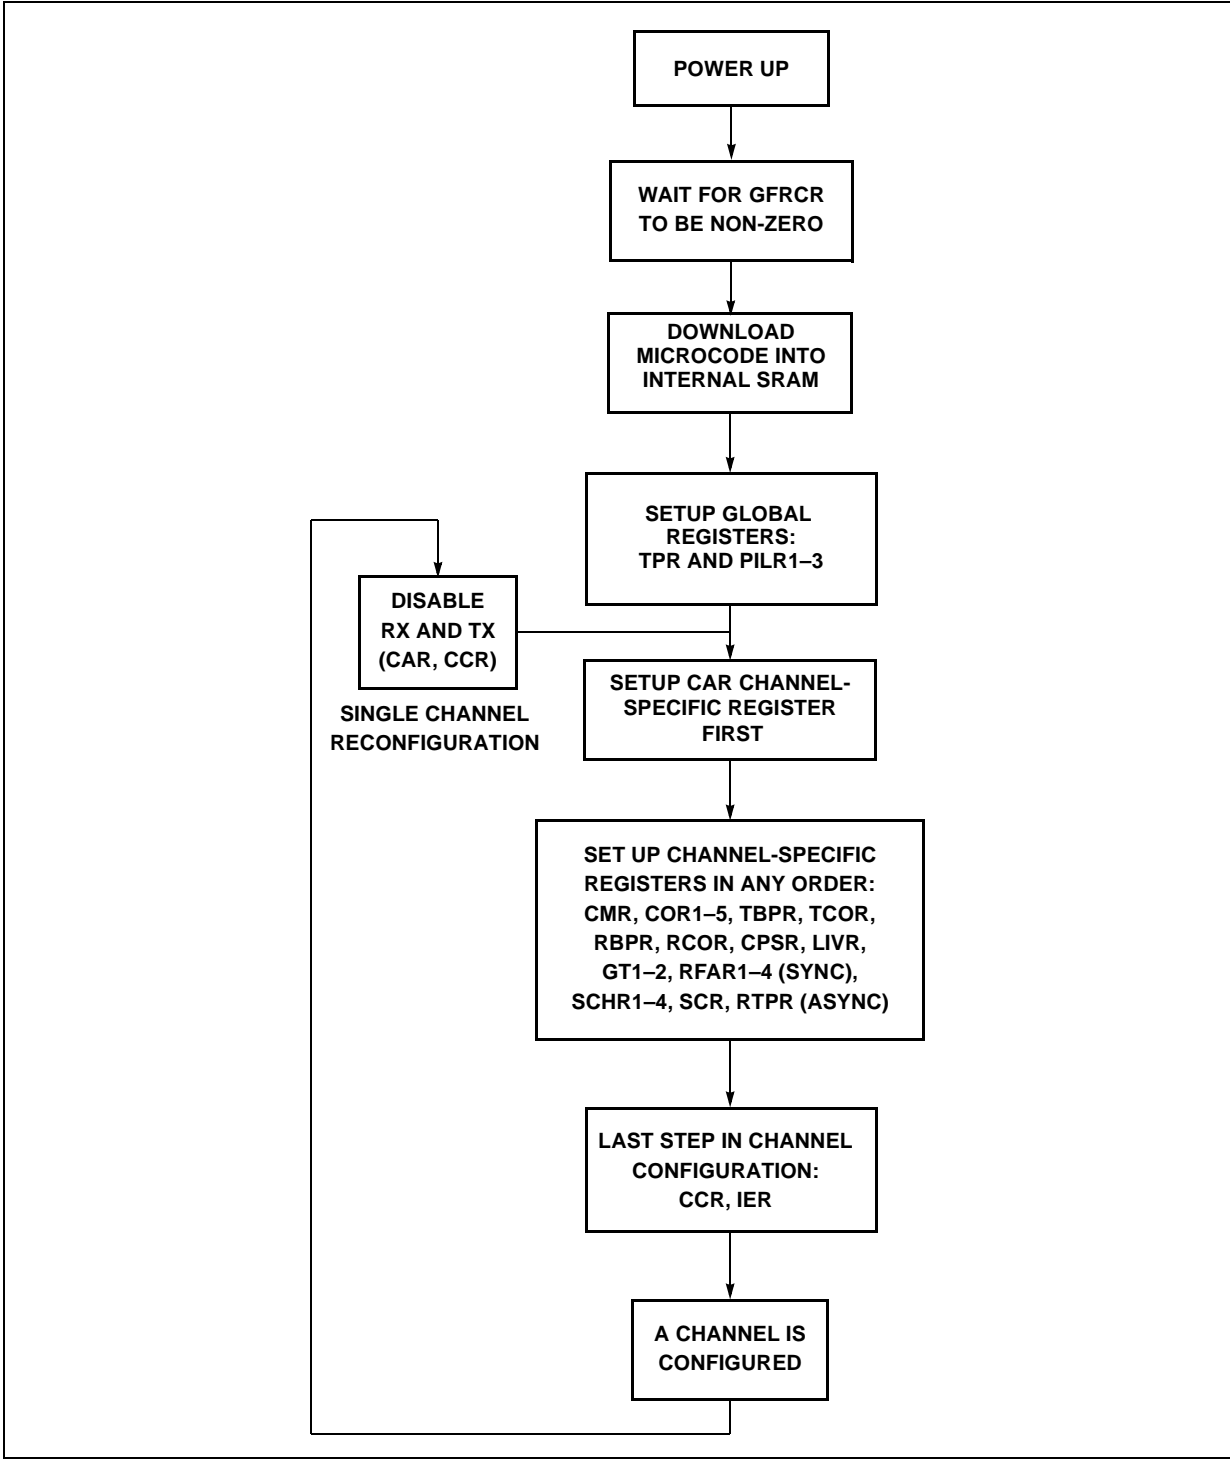 POWER UP
WAIT FOR GFRCR
TO BE NON-ZERO
DOWNLOAD
MICROCODE INTO
INTERNAL SRAM
SETUP GLOBAL
REGISTERS:
TPR AND PILR1–3
DISABLE
RX AND TX
(CAR, CCR)
SINGLE CHANNEL
RECONFIGURATION
SETUP CAR CHANNEL-
SPECIFIC REGISTER
FIRST
SET UP CHANNEL-SPECIFIC
REGISTERS IN ANY ORDER:
CMR, COR1–5, TBPR, TCOR,
RBPR, RCOR, CPSR, LIVR,
GT1–2, RFAR1–4 (SYNC),
SCHR1–4, SCR, RTPR (ASYNC)
LAST STEP IN CHANNEL
CONFIGURATION:
CCR, IER
A CHANNEL IS
CONFIGURED